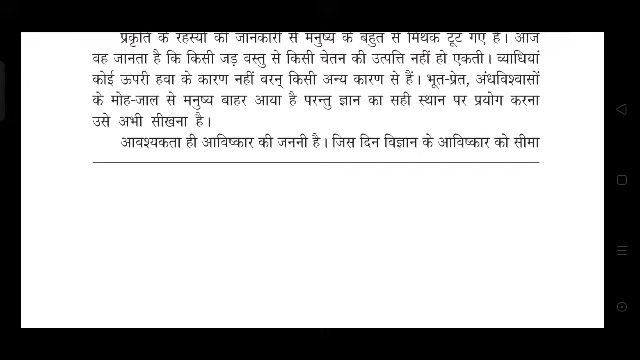 प्रकृति के रहस्यों की जानकारी से मनुष्य के बहुत से मिथक टूट गए हैं। आज
वह जानता है कि किसी जड़ वस्तु से किसी चेतन की उत्पत्ति नहीं हो एकती। व्याधियां
कोई ऊपरी हवा के कारण नहीं वरन् किसी अन्य कारण से हैं। भूत-प्रेत, अंधविश्वासों
के मोह-जाल से मनुष्य बाहर आया है परन्तु ज्ञान का सही स्थान पर प्रयोग करना
उसे अभी सीखना है।
आवश्यकता ही आविष्कार की जननी है। जिस दिन विज्ञान के आविष्कार को सीमा